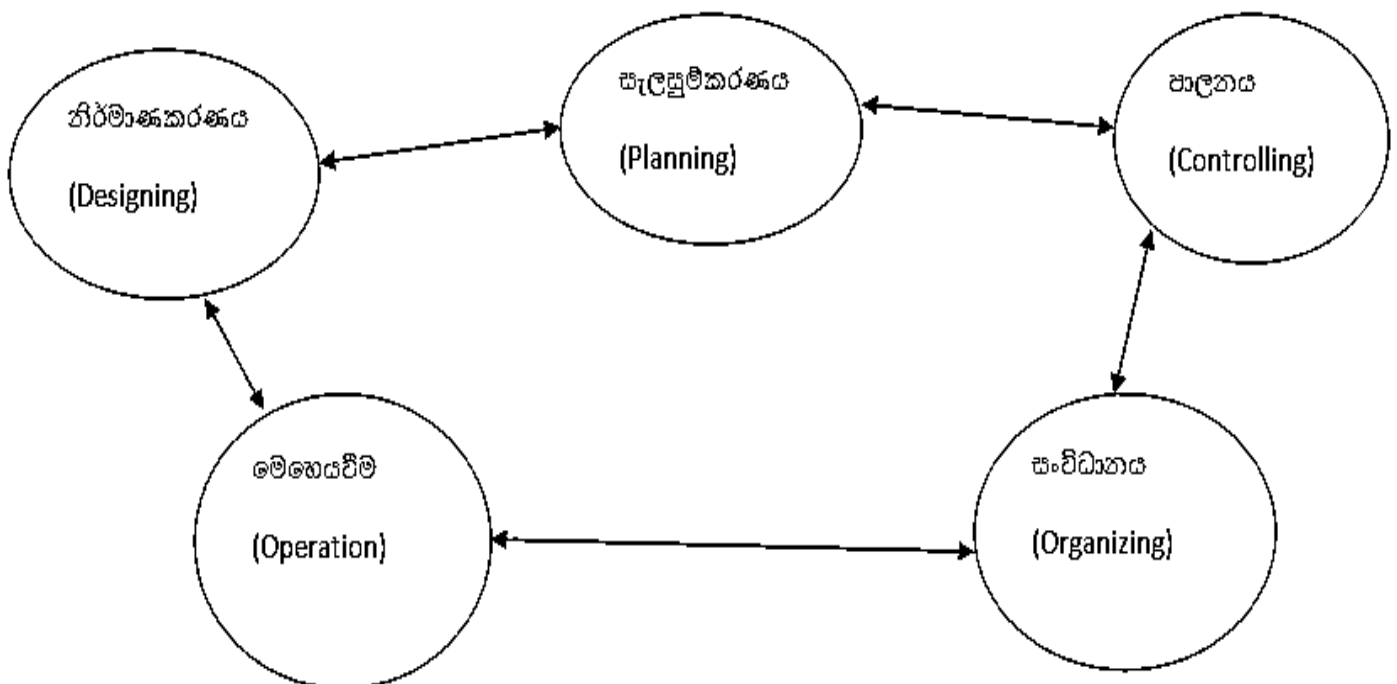 නිර්මාණකරණය
(Designing)
සැලසුම්කරණය
(Planning)
පාලනය
(Controlling)
මෙහෙයවීම
(Operation)
සංවිධානය
(Organizing)